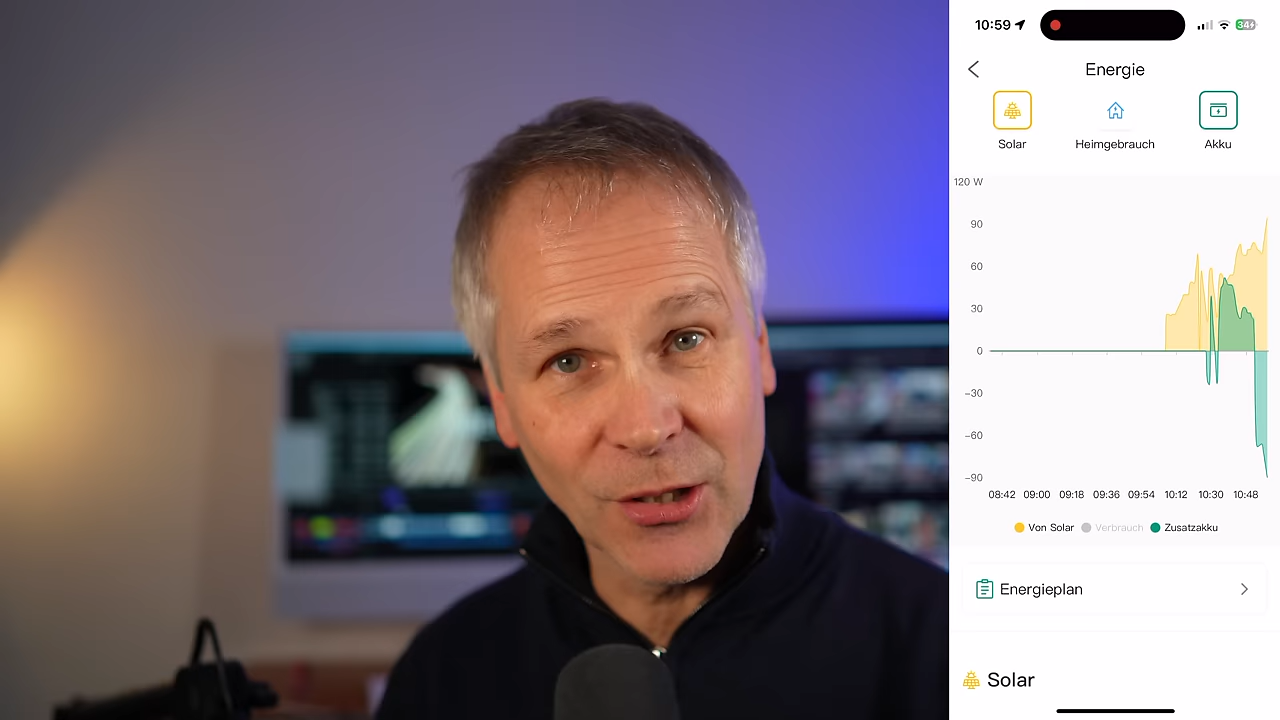 10:59
34
Energie
Solar Heimgebrauch Akku
120 W
90
60
30
0
−30
−60
−90
08:42 09:00 09:18 09:36 09:54 10:12 10:30 10:48
Von Solar Verbrauch Zusatzakku
Energieplan
Solar